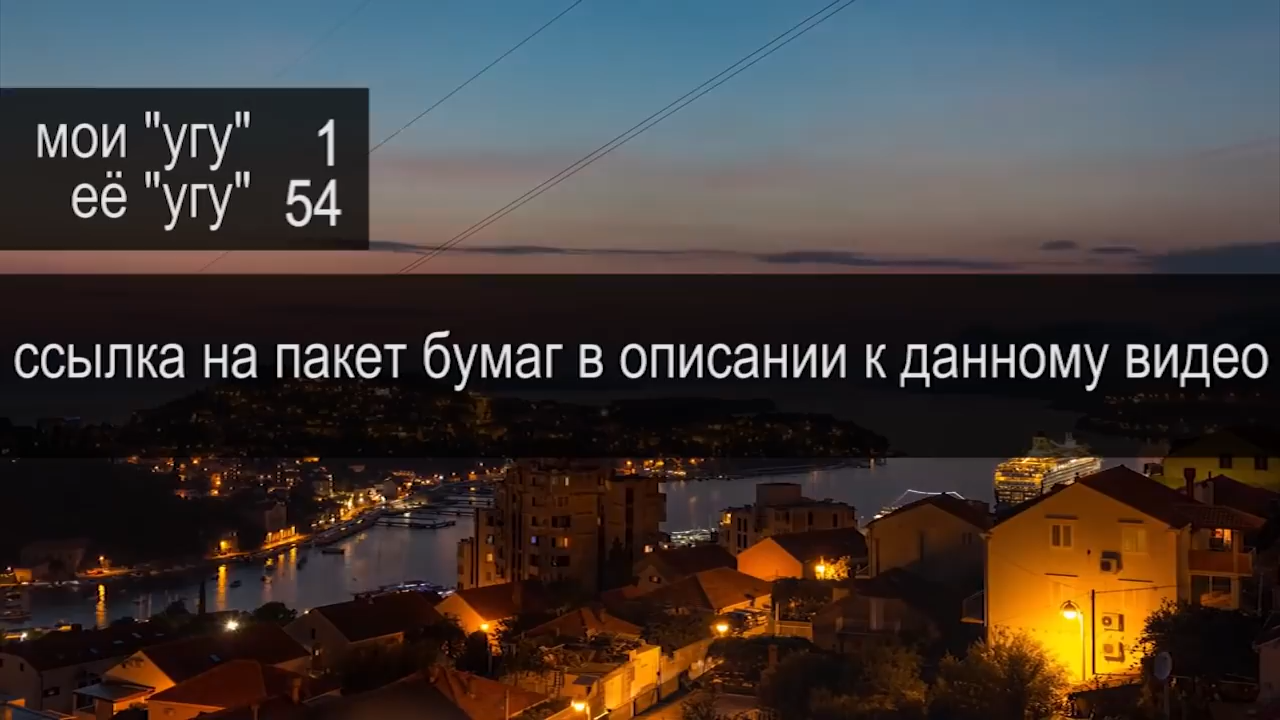 мои "угу" 1
её "угу" 54
ссылка на пакет бумаг в описании к данному видео